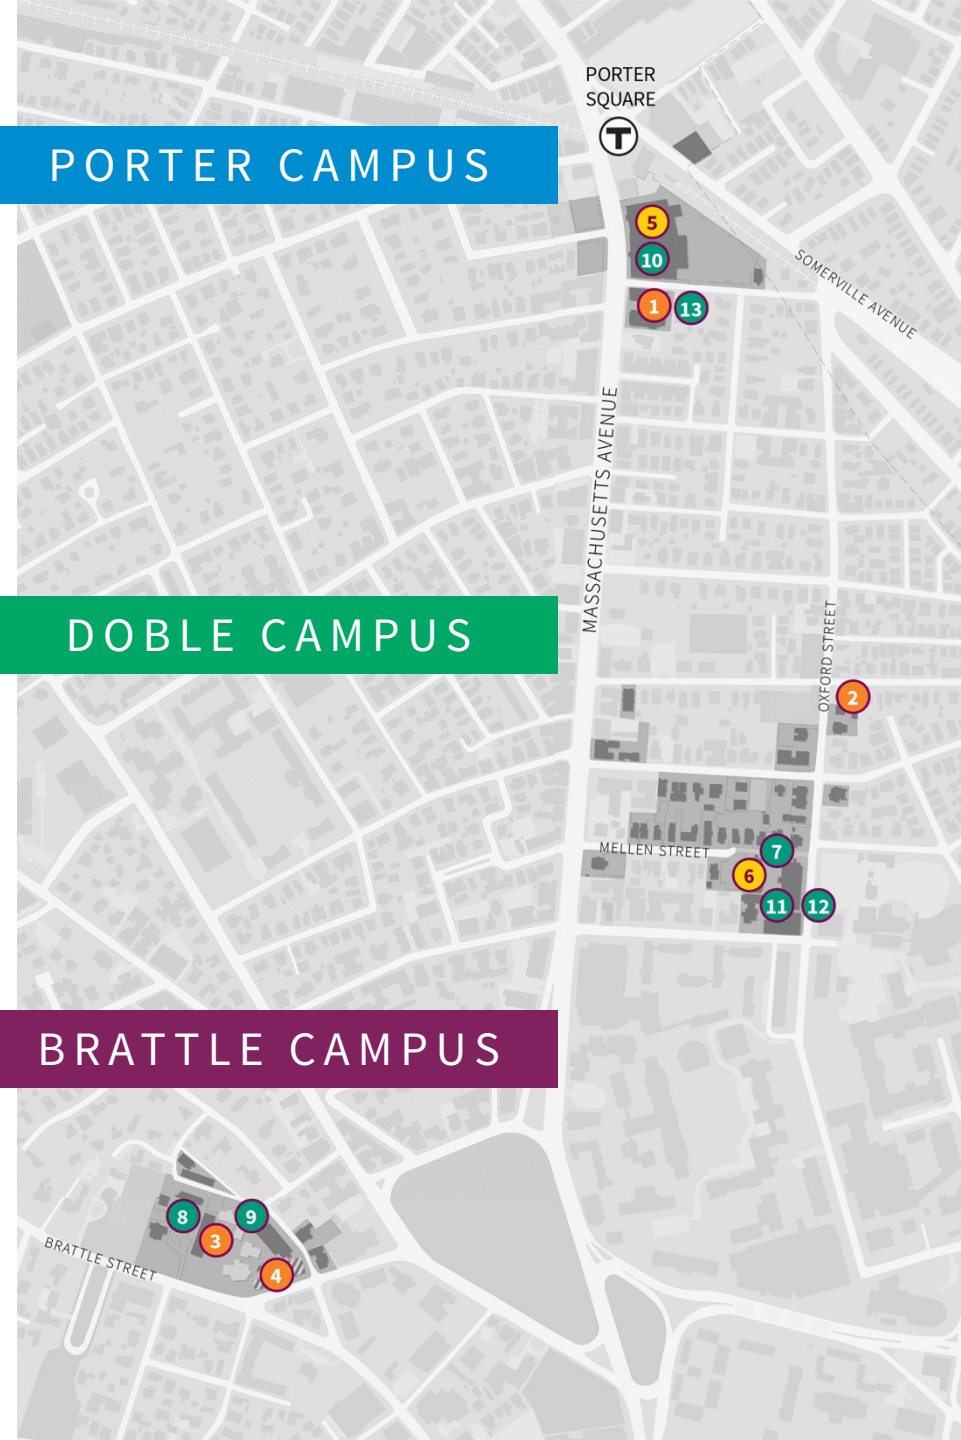 PORTER
SQUARE
T
PORTER CAMPUS
5
10
1
13
SOMERVILLE AVENUE
MASSACHUSETTS AVENUE
DOBLE CAMPUS
OXFORD STREET
2
MELLEN STREET
7
6
11
12
BRATTLE CAMPUS
8
9
3
4
BRATTLE STREET